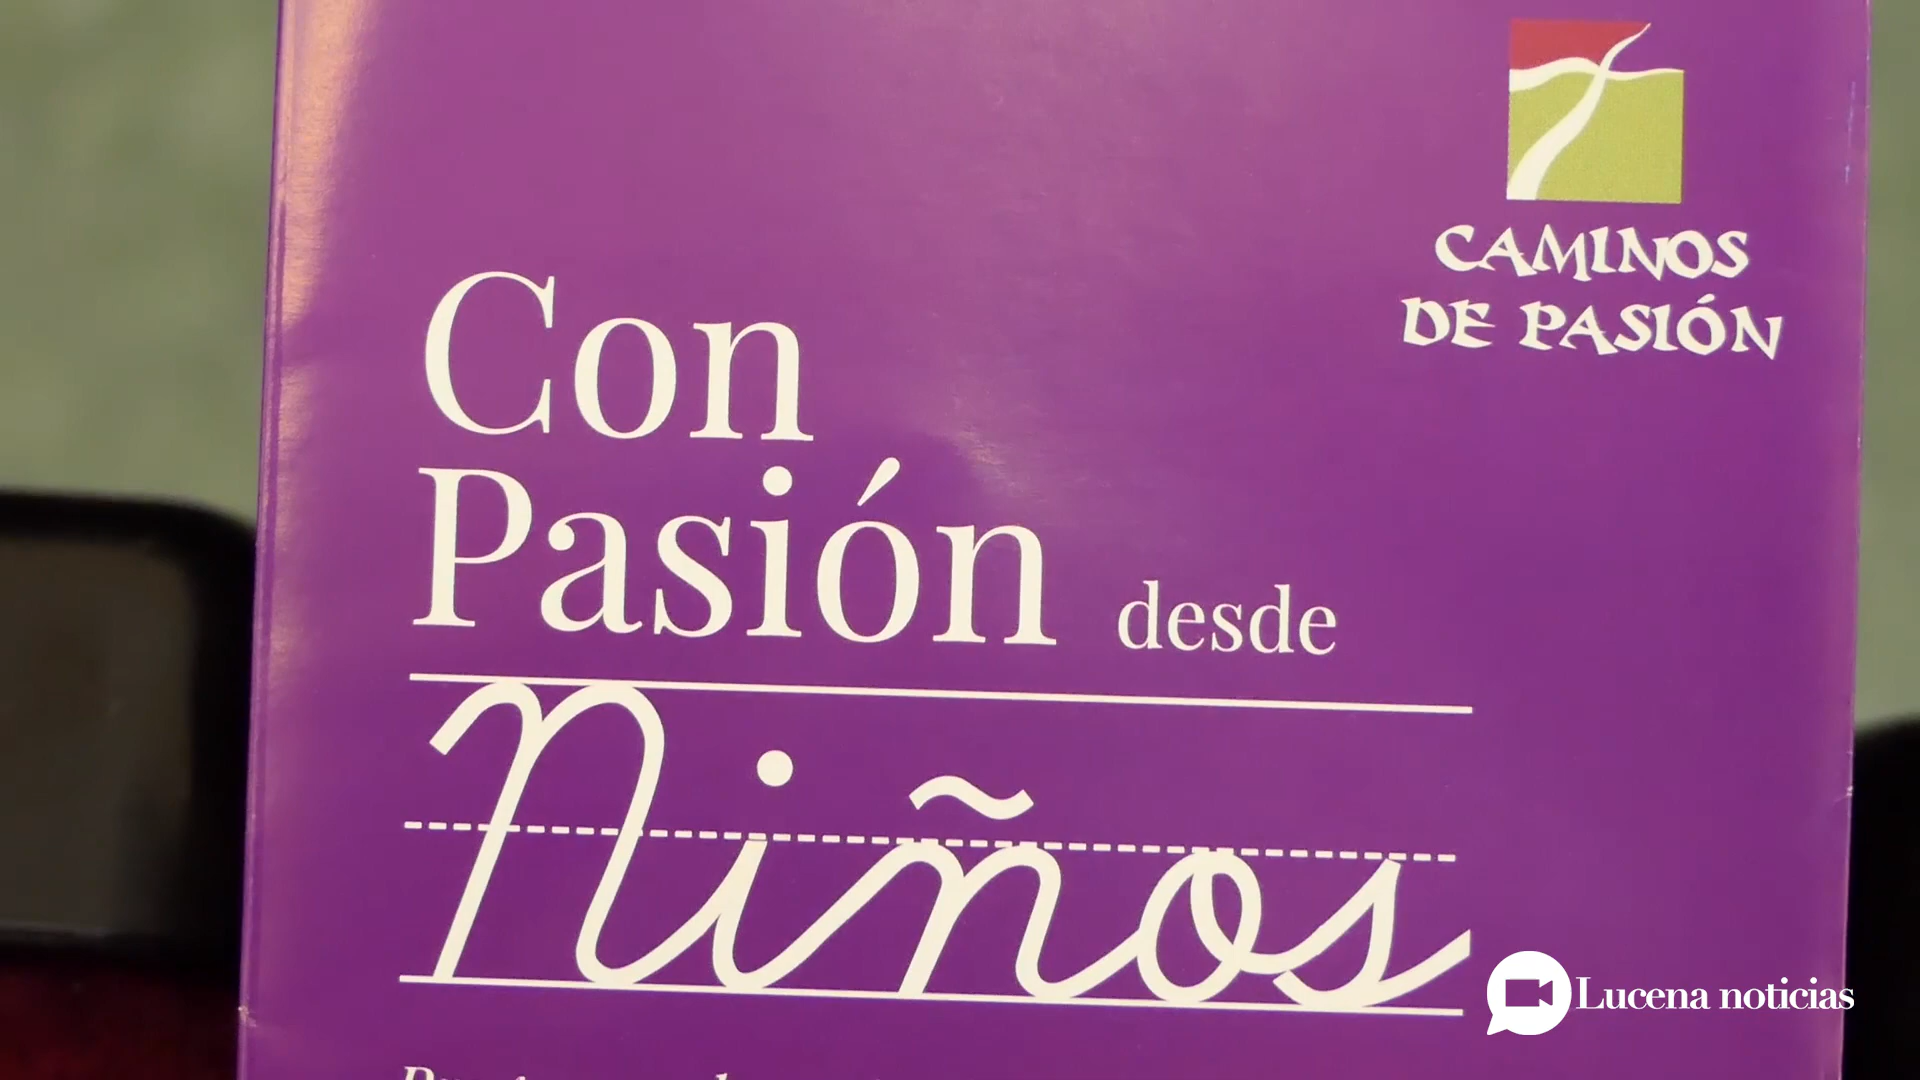 CAMINOS
DE PASIÓN
Con
Pasión desde
Niños
Lucena noticias